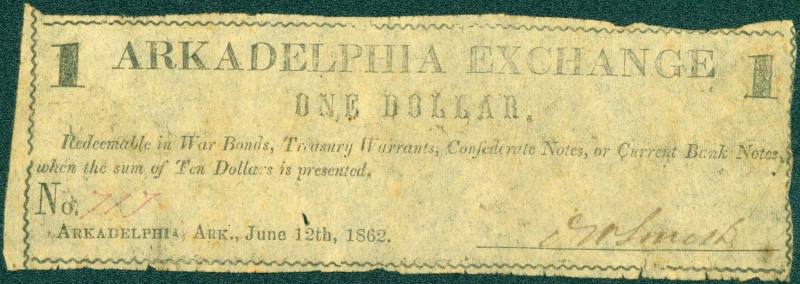 1 ARKADELPHIA EXCHANGE 1
ONE DOLLAR.
Redeemable in War Bonds, Treasury Warrants, Confederate Notes, or Current Bank Notes,
when the sum of Ten Dollars is presented.
No.
ARKADELPHIA, ARK., June 12th, 1862.
Smith